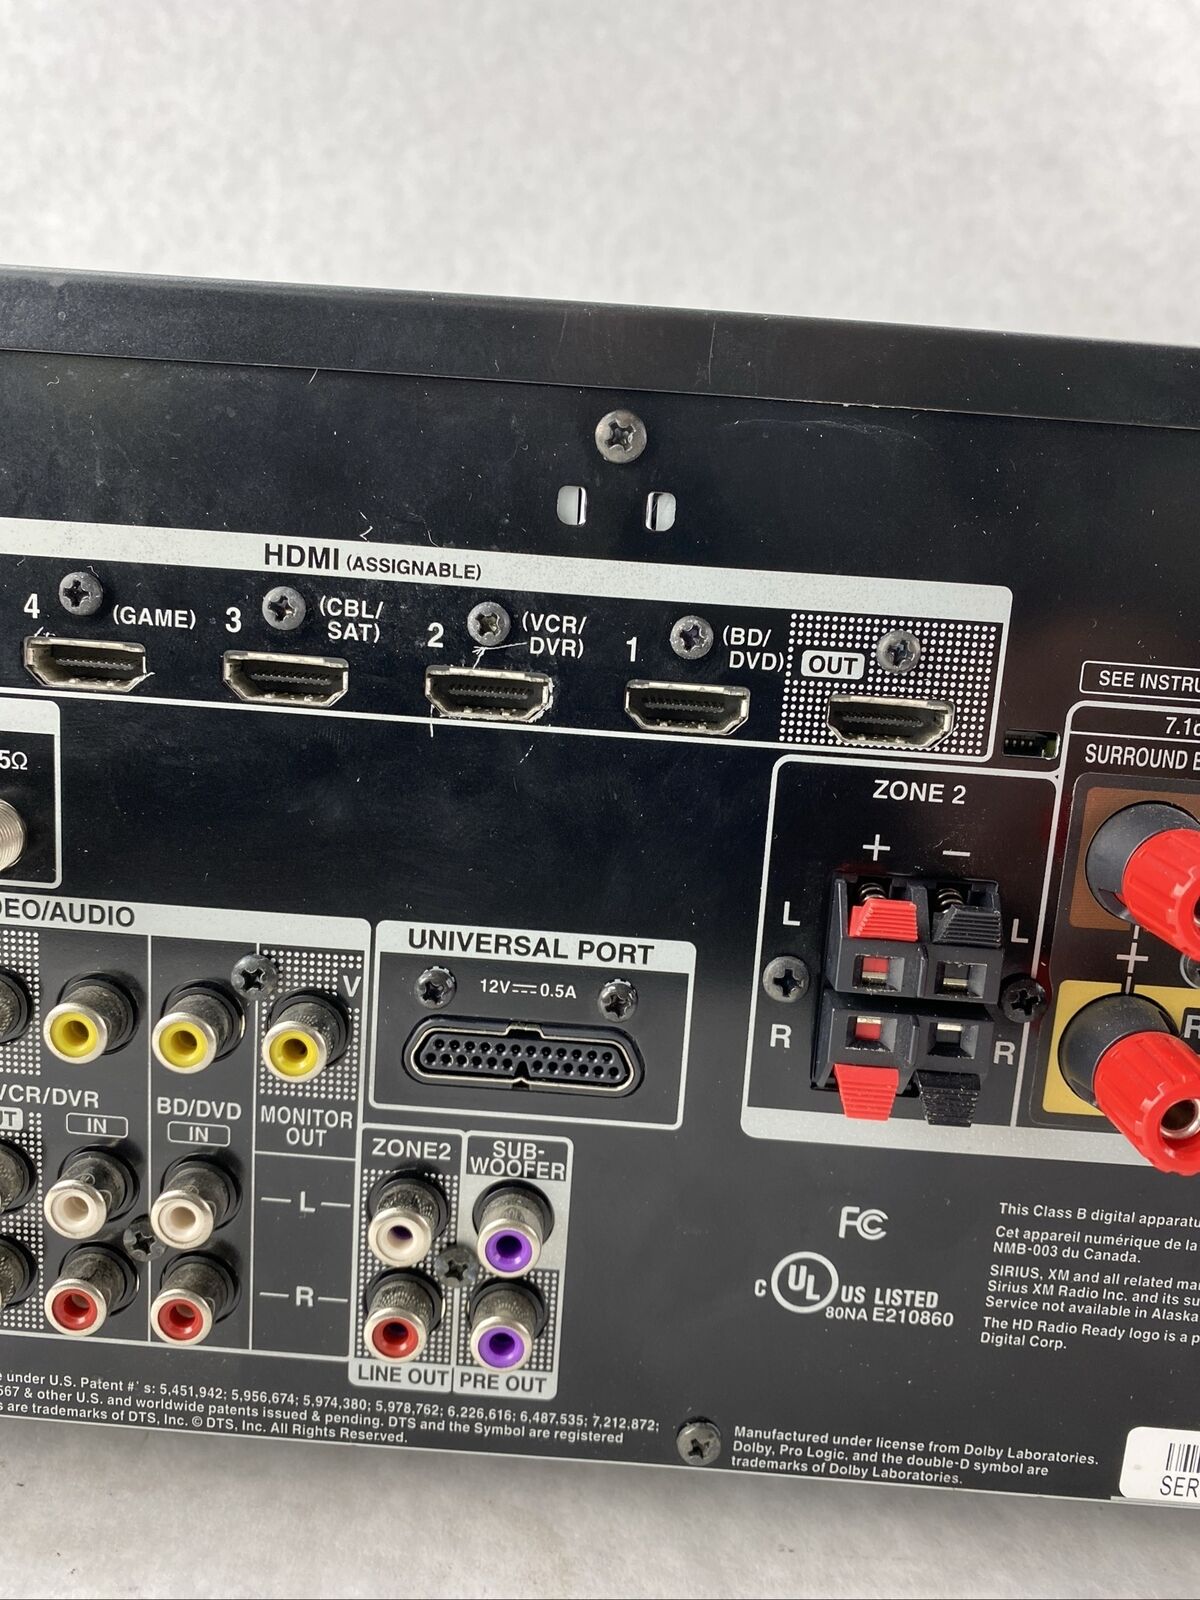 HDMI (ASSIGNABLE)
4 (GAME)
3 (CBL/
SAT)
2 (VCR/
DVR)
1 (BD/
DVD)
OUT
SEE INSTRU
7.1c
SURROUND B
5Ω
ZONE 2
+ −
L L
R R
+
DEO/AUDIO
V
UNIVERSAL PORT
12V⎓0.5A
VCR/DVR
IN
BD/DVD
IN
MONITOR
OUT
L
R
ZONE2
SUB-
WOOFER
LINE OUT
PRE OUT
FC
C UL US LISTED
80NA E210860
This Class B digital apparatu
Cet appareil numérique de la
NMB-003 du Canada.
SIRIUS, XM and all related ma
Sirius XM Radio Inc. and its su
Service not available in Alaska
The HD Radio Ready logo is a p
Digital Corp.
e under U.S. Patent #' s: 5,451,942; 5,956,674; 5,974,380; 5,978,762; 6,226,616; 6,487,535; 7,212,872;
567 & other U.S. and worldwide patents issued & pending. DTS and the Symbol are registered
s are trademarks of DTS, Inc. © DTS, Inc. All Rights Reserved.
Manufactured under license from Dolby Laboratories.
Dolby, Pro Logic, and the double-D symbol are
trademarks of Dolby Laboratories.
SER